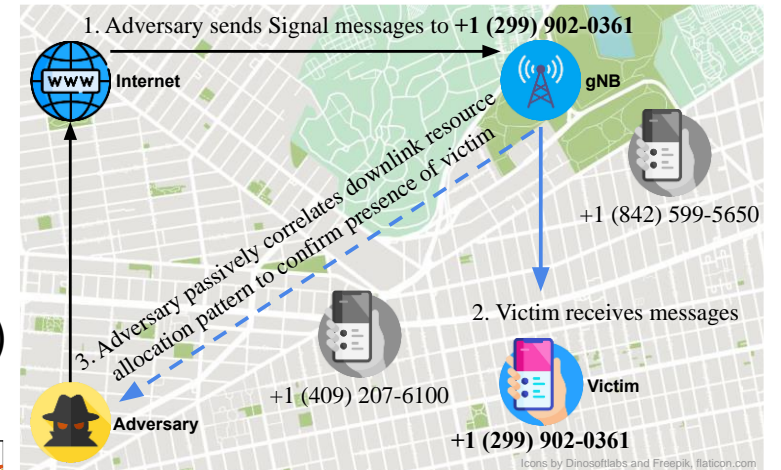 1. Adversary sends Signal messages to +1 (299) 902-0361
WWW
Internet
gNB
3. Adversary passively correlates downlink resource
allocation pattern to confirm presence of victim
+1 (842) 599-5650
2. Victim receives messages
+1 (409) 207-6100
Victim
Adversary
+1 (299) 902-0361
Icons by Dinosoftlabs and Freepik, flaticon.com